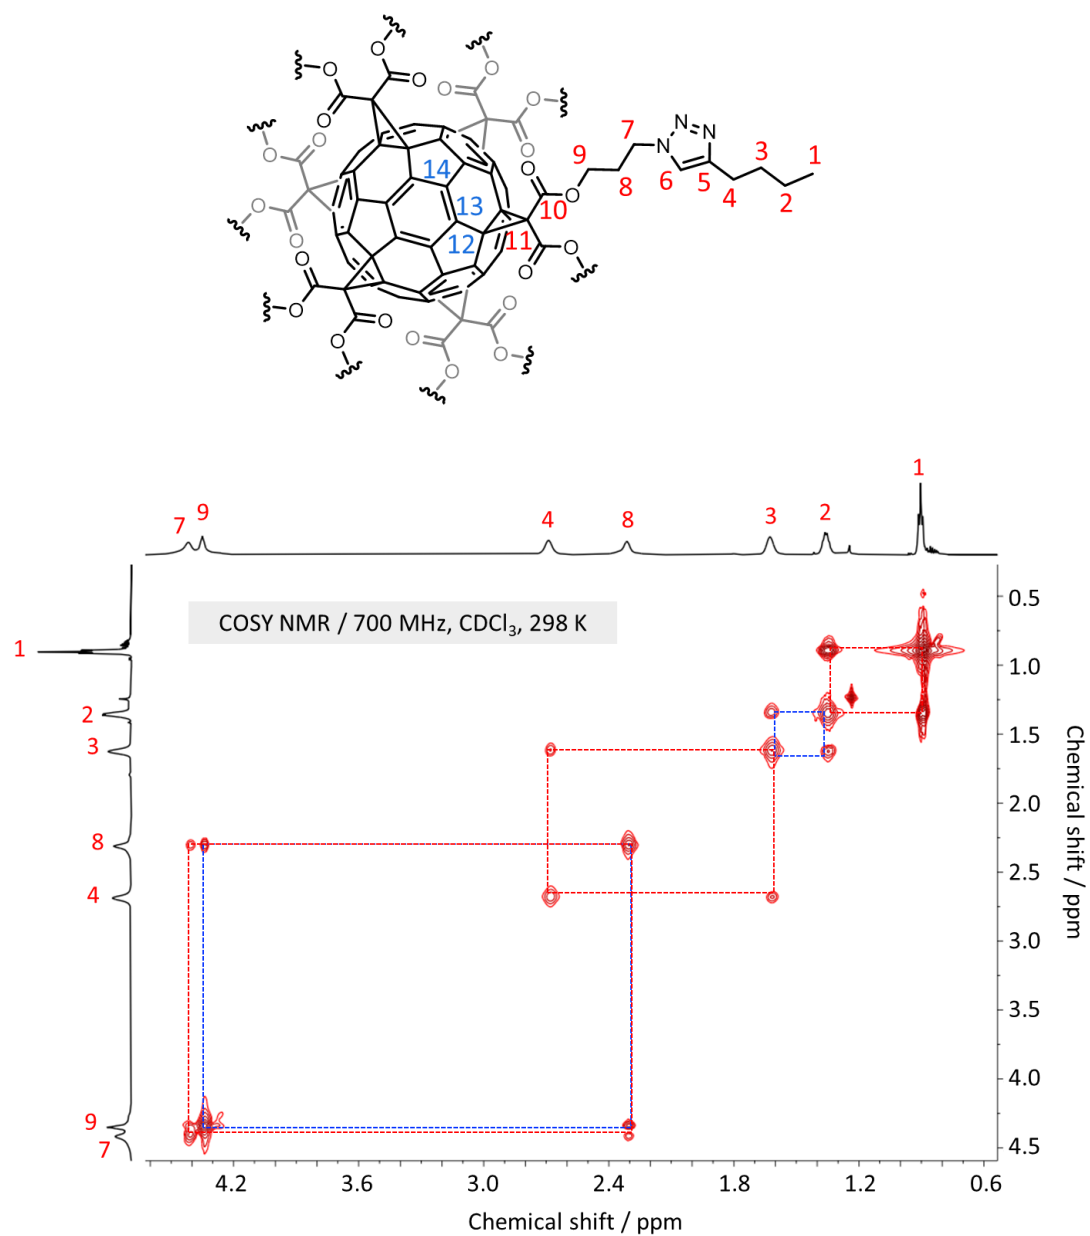 O
O O
O O
O
O N
7 N
O
O N O
9 3 1
14 O
6 5
8 4 2
O
O 13 10
O 12 11 O
O O
O O
O
O O
O
O
7 9 4 8 3 2 1
COSY NMR / 700 MHz, CDCl₃, 298 K
1
2
3
8
4
9
7
0.5
1.0
1.5
2.0
2.5
3.0
3.5
4.0
4.5
Chemical shift / ppm
4.2 3.6 3.0 2.4 1.8 1.2 0.6
Chemical shift / ppm